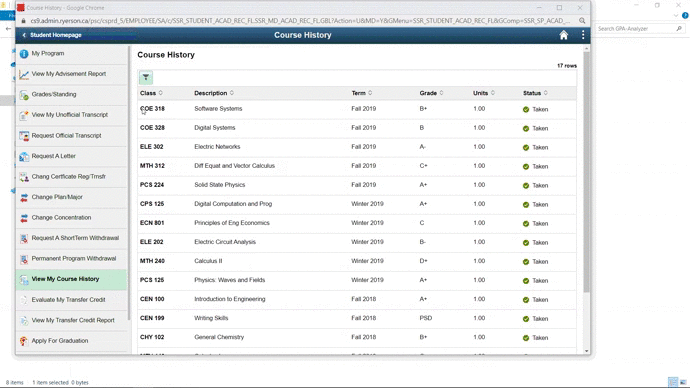 Course History - Google Chrome
cs9.admin.ryerson.ca/psc/csprd_5/EMPLOYEE/SA/c/SSR_STUDENT_ACAD_REC_FL.SSR_MD_ACAD_REC_FL.GBL?Action=U&MD=Y&GMenu=SSR_STUDENT_ACAD_REC_FL&GComp=SSR_SP_ACAD_...
Student Homepage
Course History
Search GPA-Analyzer
My Program
View My Advisement Report
Grades/Standing
View My Unofficial Transcript
Request Official Transcript
Request A Letter
Chang Certficate Reg/Trnsfr
Change Plan/Major
Change Concentration
Request A ShortTerm Withdrawal
Permanent Program Withdrawal
View My Course History
Evaluate My Transfer Credit
View My Transfer Credit Report
Apply For Graduation
Course History
17 rows
Class Description Term Grade Units Status
COE 318 Software Systems Fall 2019 B+ 1.00 Taken
COE 328 Digital Systems Fall 2019 B 1.00 Taken
ELE 302 Electric Networks Fall 2019 A- 1.00 Taken
MTH 312 Diff Equat and Vector Calculus Fall 2019 C+ 1.00 Taken
PCS 224 Solid State Physics Fall 2019 A+ 1.00 Taken
CPS 125 Digital Computation and Prog Winter 2019 A+ 1.00 Taken
ECN 801 Principles of Eng Economics Winter 2019 C 1.00 Taken
ELE 202 Electric Circuit Analysis Winter 2019 B- 1.00 Taken
MTH 240 Calculus II Winter 2019 D+ 1.00 Taken
PCS 125 Physics: Waves and Fields Winter 2019 A+ 1.00 Taken
CEN 100 Introduction to Engineering Fall 2018 A+ 1.00 Taken
CEN 199 Writing Skills Fall 2018 PSD 1.00 Taken
CHY 102 General Chemistry Fall 2018 B+ 1.00 Taken
8 items 1 item selected 0 bytes